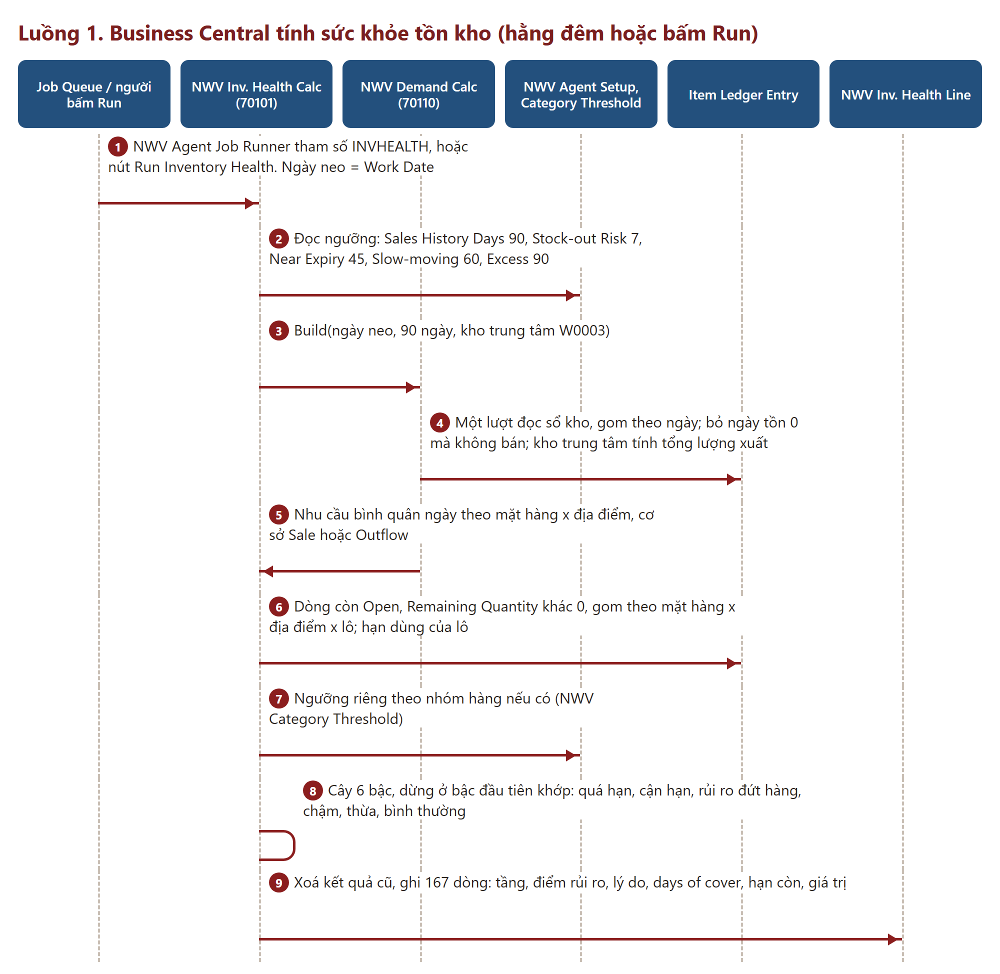 Luồng 1. Business Central tính sức khỏe tồn kho (hằng đêm hoặc bấm Run)
Job Queue / người
bấm Run
NWV Inv. Health Calc
(70101)
NWV Demand Calc
(70110)
NWV Agent Setup,
Category Threshold
Item Ledger Entry
NWV Inv. Health Line
1 NWV Agent Job Runner tham số INVHEALTH, hoặc
nút Run Inventory Health. Ngày neo = Work Date
2 Đọc ngưỡng: Sales History Days 90, Stock-out Risk 7,
Near Expiry 45, Slow-moving 60, Excess 90
3 Build(ngày neo, 90 ngày, kho trung tâm W0003)
4 Một lượt đọc sổ kho, gom theo ngày; bỏ ngày tồn 0
mà không bán; kho trung tâm tính tổng lượng xuất
5 Nhu cầu bình quân ngày theo mặt hàng x địa điểm, cơ
sở Sale hoặc Outflow
6 Dòng còn Open, Remaining Quantity khác 0, gom theo mặt hàng x
địa điểm x lô; hạn dùng của lô
7 Ngưỡng riêng theo nhóm hàng nếu có (NWV
Category Threshold)
8 Cây 6 bậc, dừng ở bậc đầu tiên khớp: quá hạn, cận hạn, rủi ro đứt hàng,
chậm, thừa, bình thường
9 Xoá kết quả cũ, ghi 167 dòng: tầng, điểm rủi ro, lý do, days of cover, hạn còn, giá trị